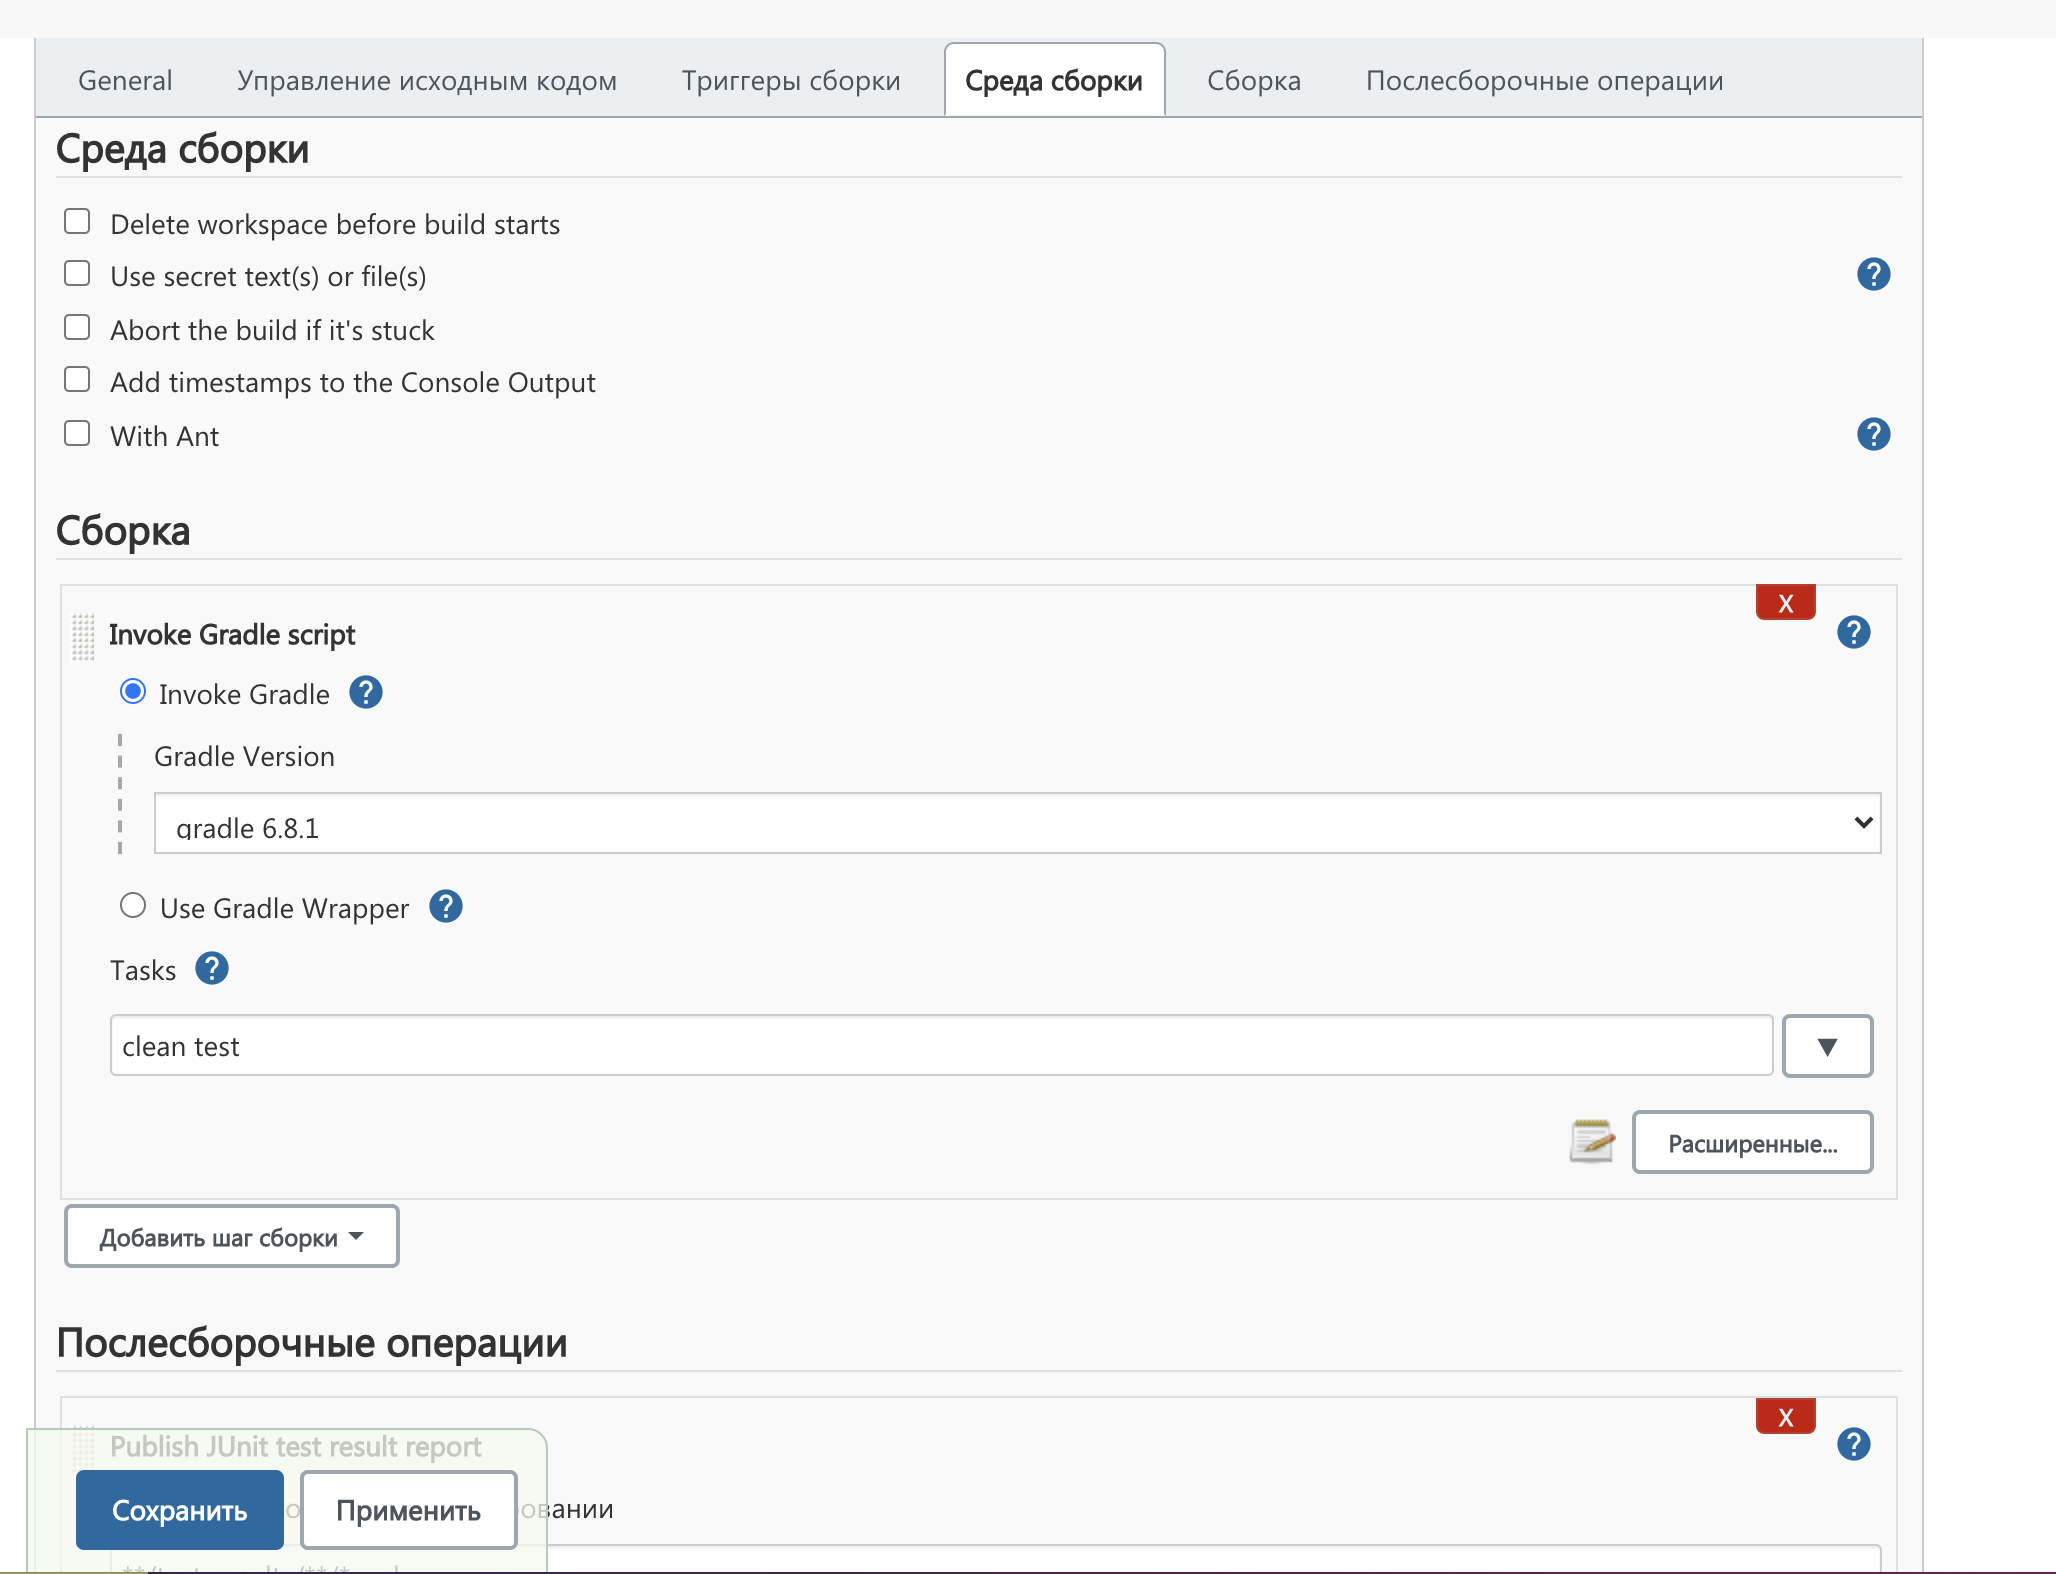 General Управление исходным кодом Триггеры сборки Среда сборки Сборка Послесборочные операции
Среда сборки
Delete workspace before build starts
Use secret text(s) or file(s)
?
Abort the build if it's stuck
Add timestamps to the Console Output
With Ant
?
Сборка
X
Invoke Gradle script
?
Invoke Gradle ?
Gradle Version
gradle 6.8.1
Use Gradle Wrapper ?
Tasks ?
clean test
Расширенные...
Добавить шаг сборки
Послесборочные операции
X
Publish JUnit test result report
?
Сохранить Применить